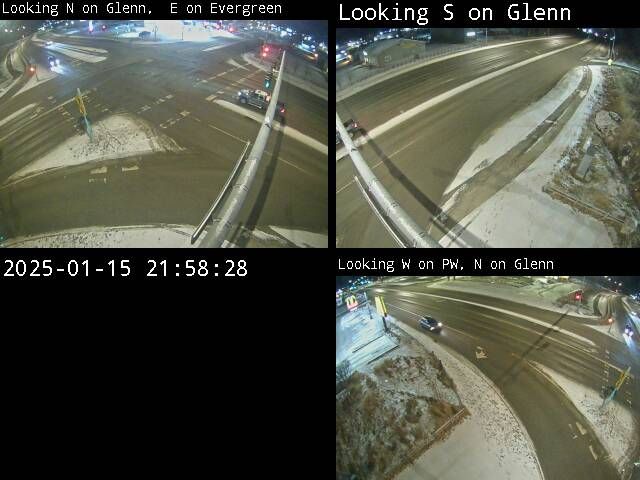 Looking N on Glenn,  E on Evergreen
Looking S on Glenn
2025-01-15 21:58:28
Looking W on PW, N on Glenn